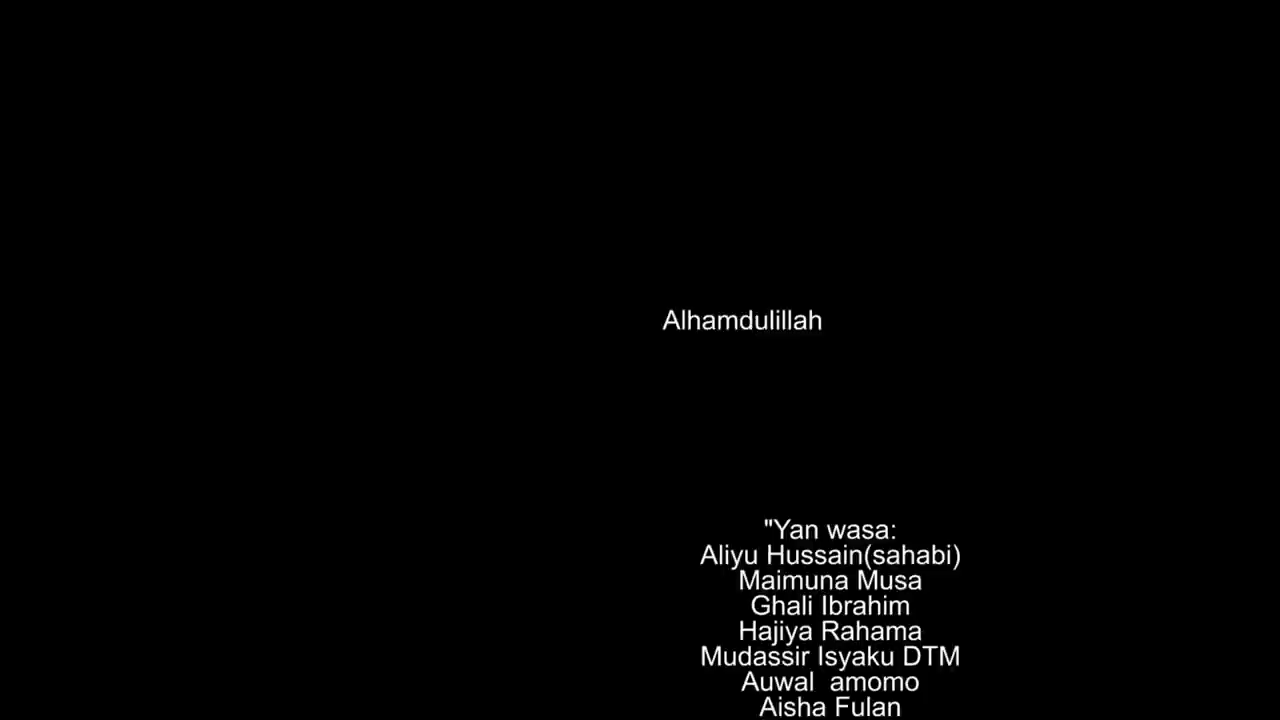 Alhamdulillah
"Yan wasa:
Aliyu Hussain(sahabi)
Maimuna Musa
Ghali Ibrahim
Hajiya Rahama
Mudassir Isyaku DTM
Auwal  amomo
Aisha Fulan